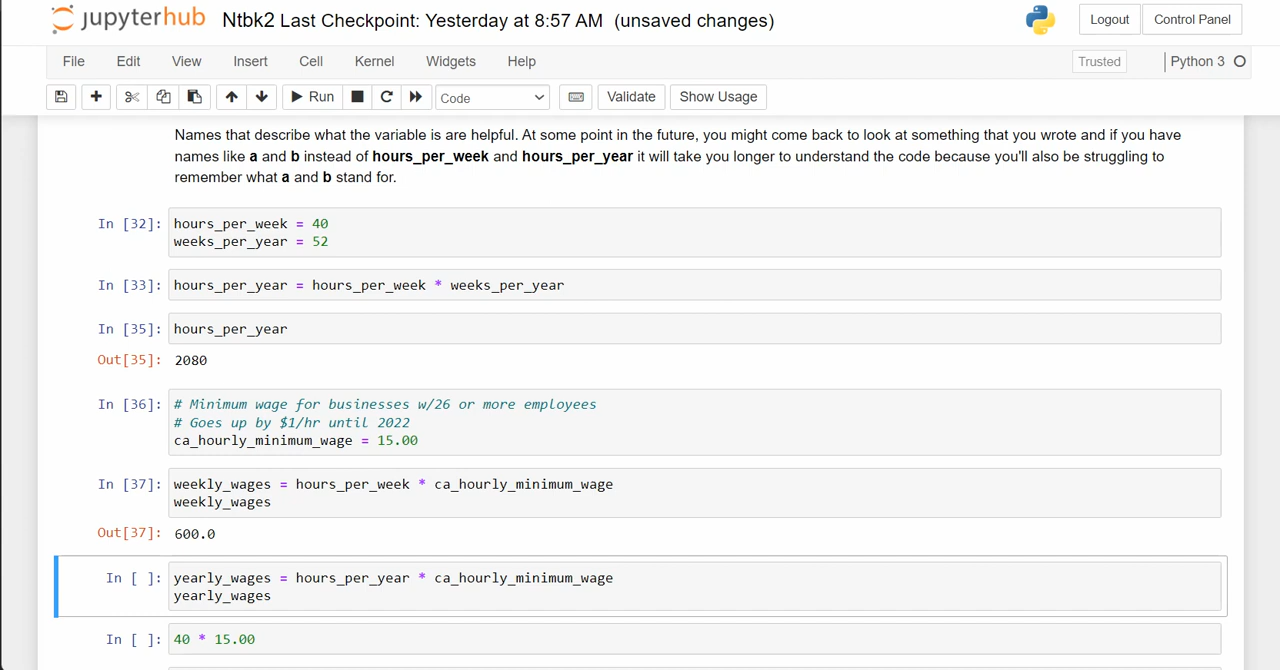 jupyterhub Ntbk2 Last Checkpoint: Yesterday at 8:57 AM (unsaved changes) Logout Control Panel
File Edit View Insert Cell Kernel Widgets Help Trusted Python 3
Run Code Validate Show Usage
Names that describe what the variable is are helpful. At some point in the future, you might come back to look at something that you wrote and if you have
names like a and b instead of hours_per_week and hours_per_year it will take you longer to understand the code because you'll also be struggling to
remember what a and b stand for.
In [32]: hours_per_week = 40
weeks_per_year = 52
In [33]: hours_per_year = hours_per_week * weeks_per_year
In [35]: hours_per_year
Out[35]: 2080
In [36]: # Minimum wage for businesses w/26 or more employees
# Goes up by $1/hr until 2022
ca_hourly_minimum_wage = 15.00
In [37]: weekly_wages = hours_per_week * ca_hourly_minimum_wage
weekly_wages
Out[37]: 600.0
In [ ]: yearly_wages = hours_per_year * ca_hourly_minimum_wage
yearly_wages
In [ ]: 40 * 15.00